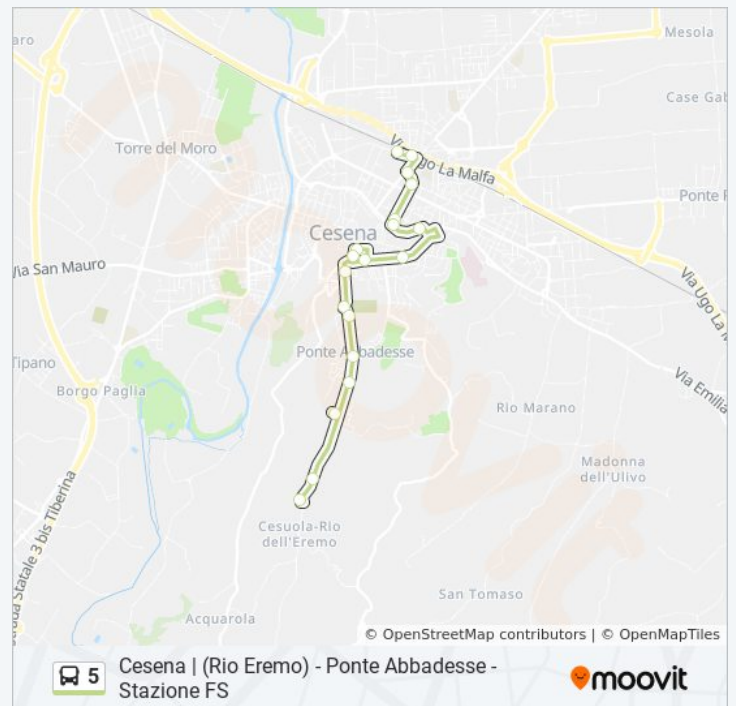 Mesola
aro
Case Gab
Torre del Moro
Via Ugo La Malfa
Ponte P
Cesena
Via San Mauro
Via Ugo La M
Tipano
Ponte Abbadesse
Borgo Paglia
Via Emilia
Rio Marano
Madonna
dell'Ulivo
Strada Statale 3 bis Tiberina
Cesuola-Rio
dell'Eremo
San Tomaso
Acquarola
© OpenStreetMap contributors | © OpenMapTiles
5
Cesena | (Rio Eremo) - Ponte Abbadesse -
Stazione FS
moovit